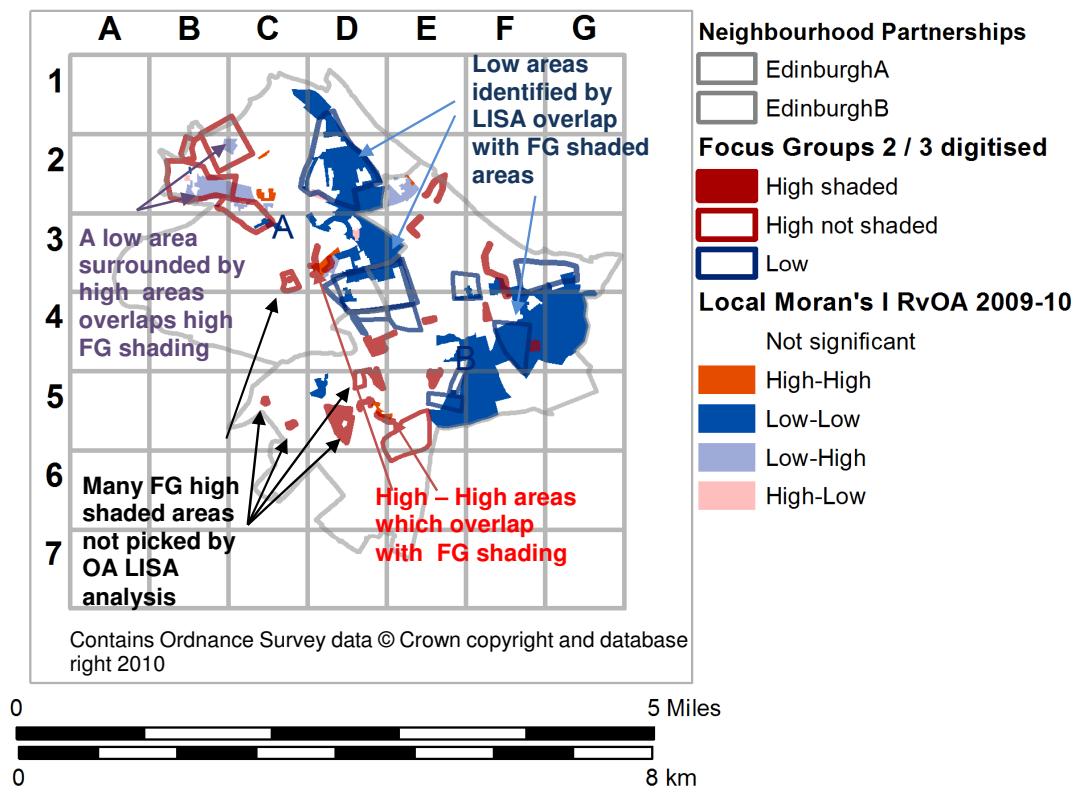 A B C D E F G
1
2
3
4
5
6
7
Low areas
identified by
LISA overlap
with FG shaded
areas
A
B
A low area
surrounded by
high areas
overlaps high
FG shading
Many FG high
shaded areas
not picked by
OA LISA
analysis
High – High areas
which overlap
with FG shading
Contains Ordnance Survey data © Crown copyright and database
right 2010
Neighbourhood Partnerships
EdinburghA
EdinburghB
Focus Groups 2 / 3 digitised
High shaded
High not shaded
Low
Local Moran's I RvOA 2009-10
Not significant
High-High
Low-Low
Low-High
High-Low
0 5 Miles
0 8 km